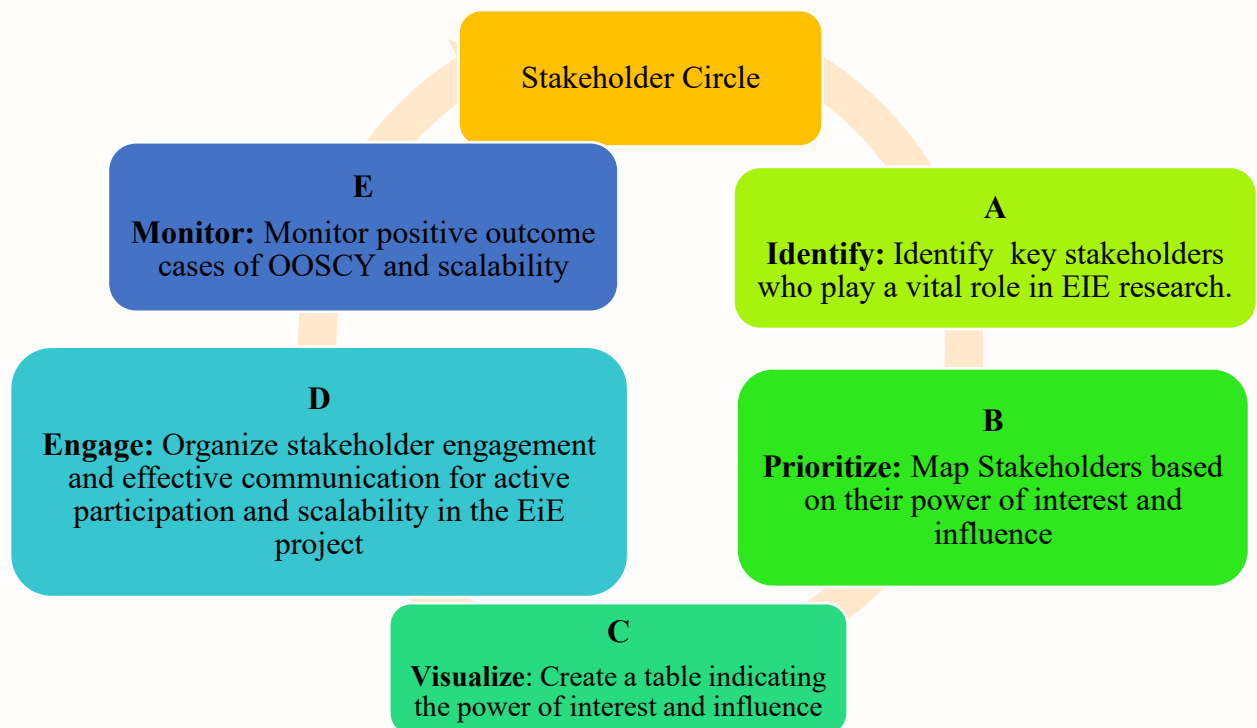 Stakeholder Circle
A
Identify: Identify  key stakeholders
who play a vital role in EIE research.
B
Prioritize: Map Stakeholders based
on their power of interest and
influence
C
Visualize: Create a table indicating
the power of interest and influence
D
Engage: Organize stakeholder engagement
and effective communication for active
participation and scalability in the EiE
project
E
Monitor: Monitor positive outcome
cases of OOSCY and scalability